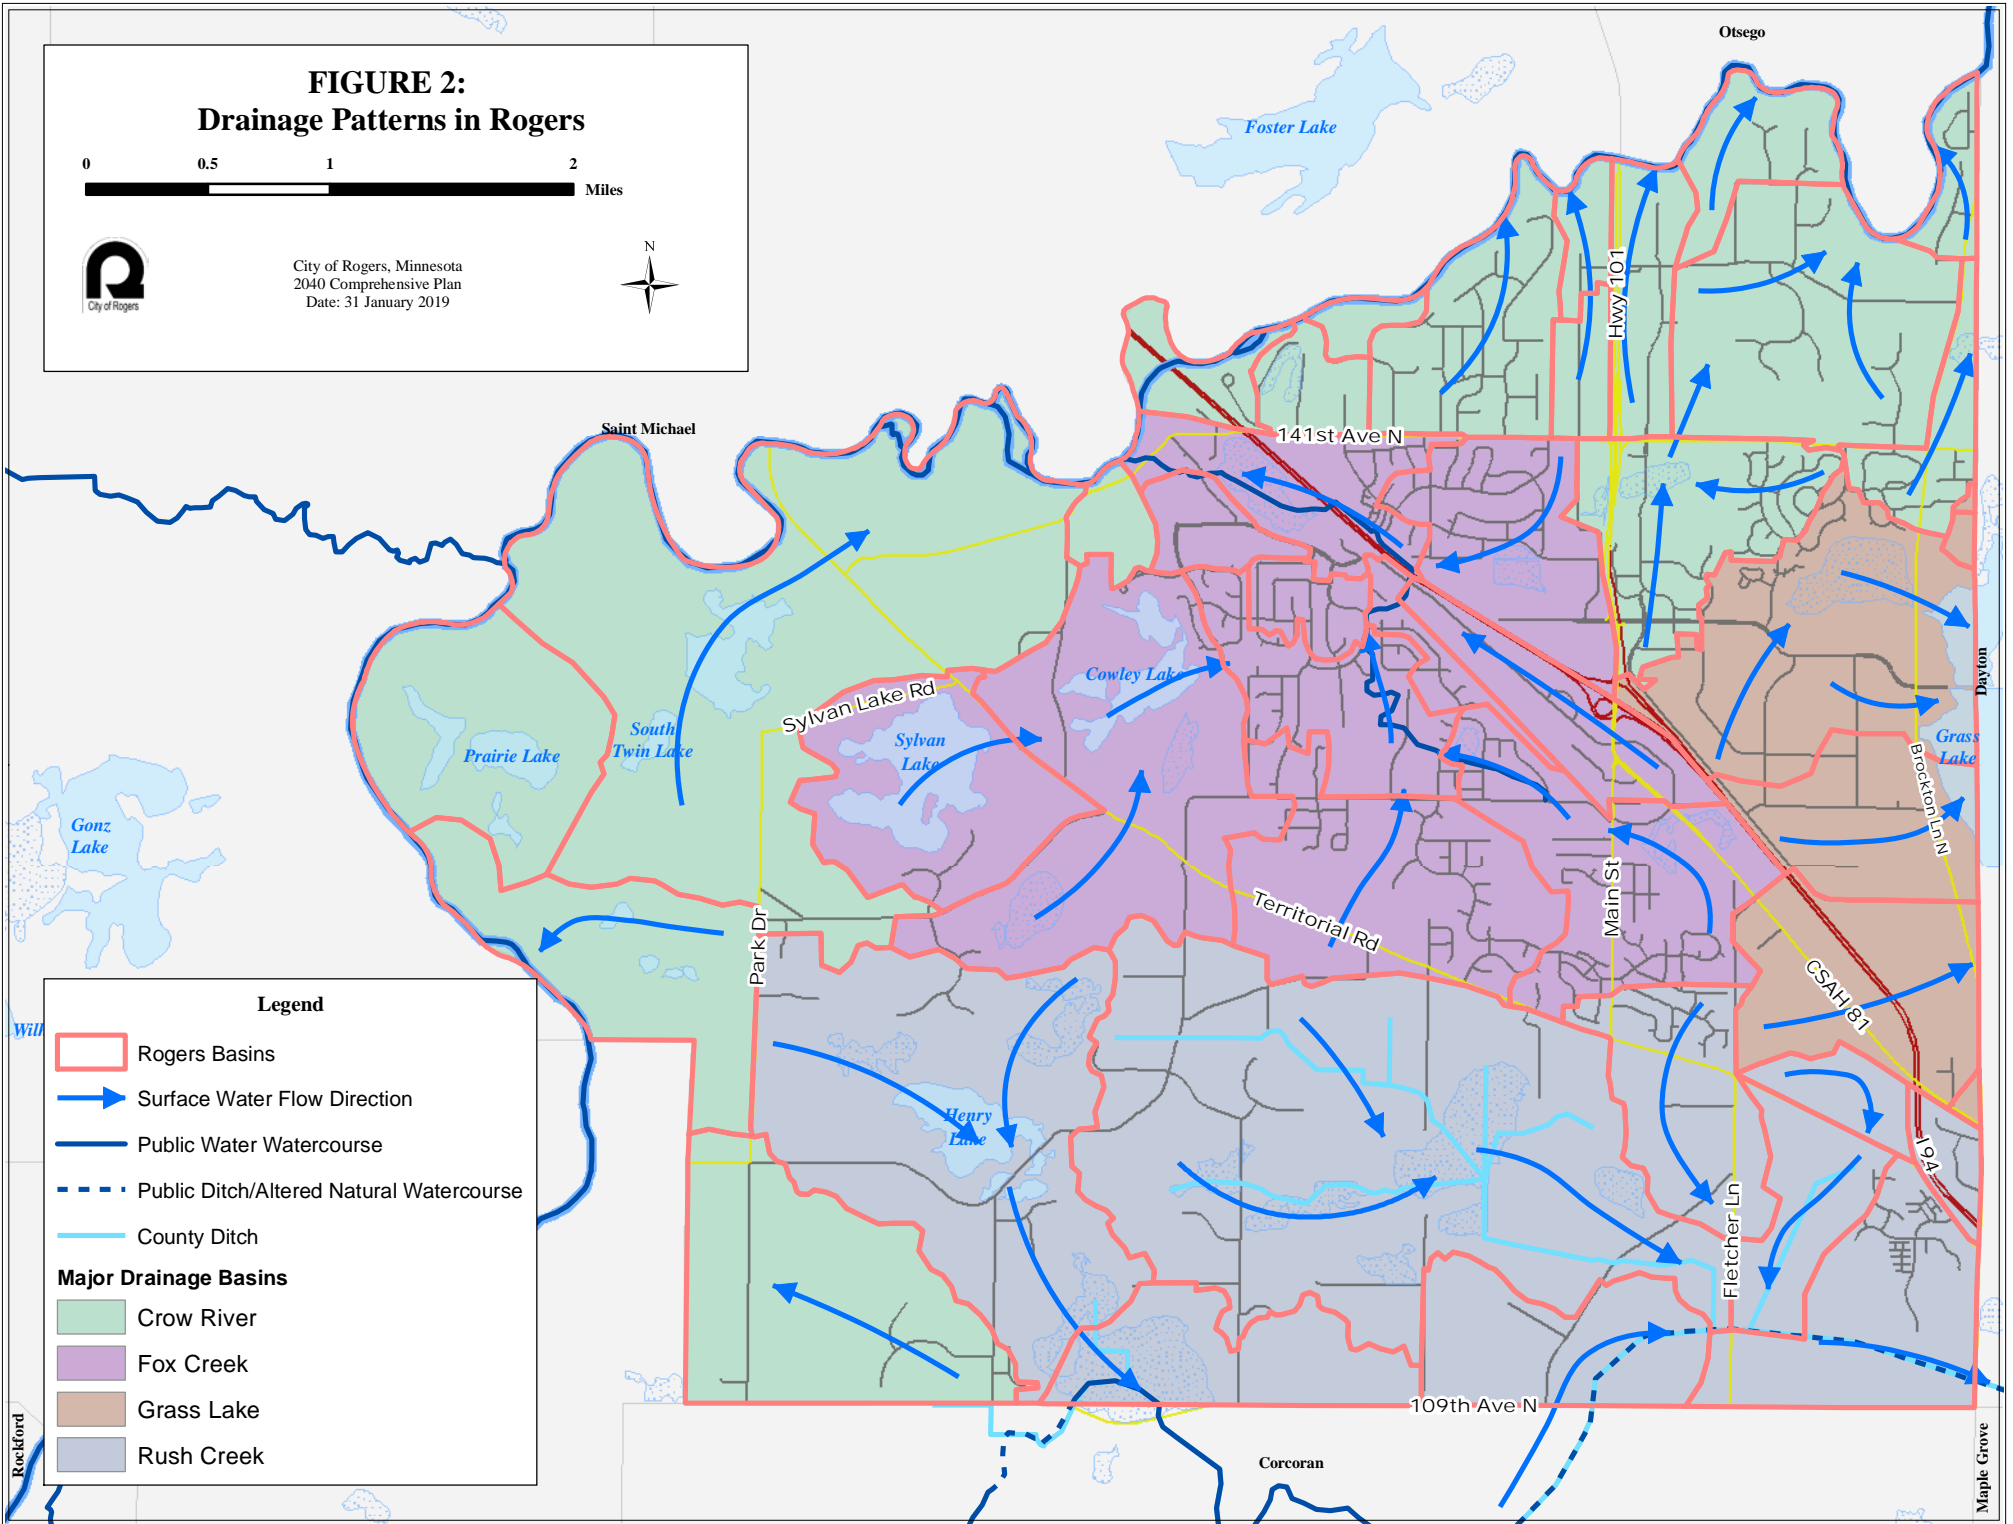 FIGURE 2:
Drainage Patterns in Rogers
0 0.5 1 2
Miles
City of Rogers
City of Rogers, Minnesota
2040 Comprehensive Plan
Date: 31 January 2019
N
Otsego
Foster Lake
Hwy 101
Saint Michael
141st Ave N
Cowley Lake
Sylvan Lake Rd
Dayton
Prairie Lake
South
Twin Lake
Sylvan
Lake
Grass
Lake
Brockton Ln N
Gonz
Lake
Main St
Territorial Rd
Park Dr
CSAH 81
Henry
Lake
I 94
Fletcher Ln
109th Ave N
Corcoran
Maple Grove
Rockford
Will
Legend
Rogers Basins
Surface Water Flow Direction
Public Water Watercourse
Public Ditch/Altered Natural Watercourse
County Ditch
Major Drainage Basins
Crow River
Fox Creek
Grass Lake
Rush Creek